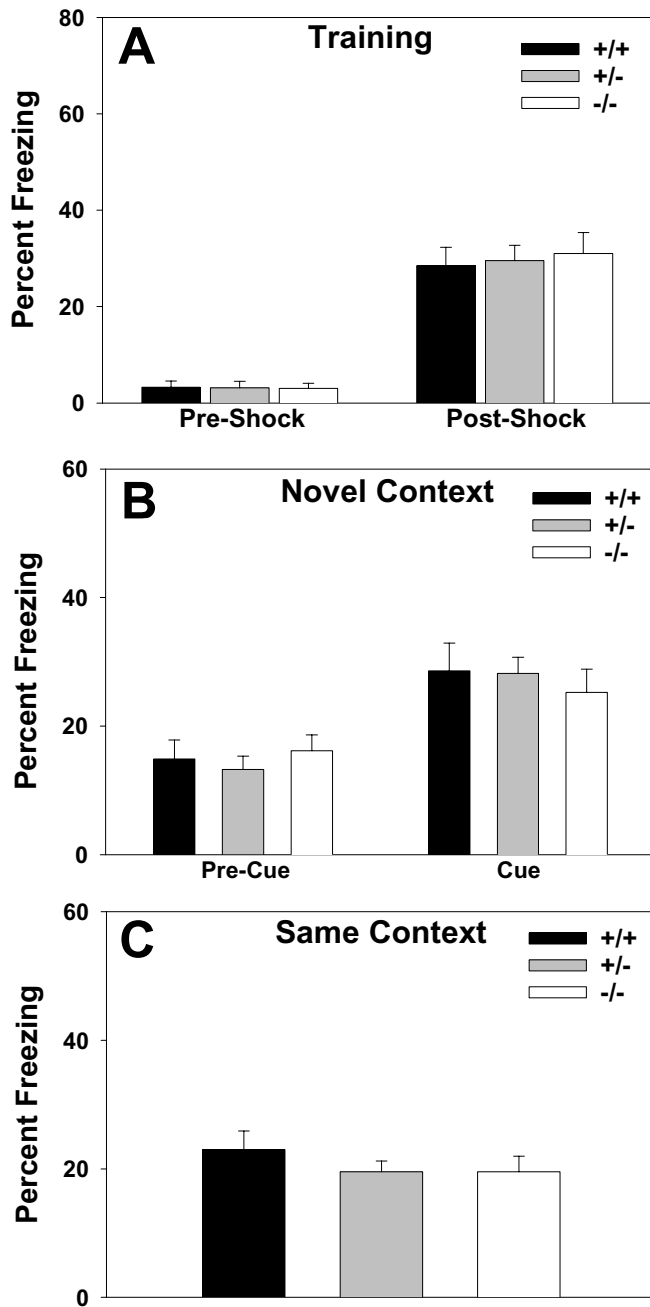 A
Training
+/+
+/-
-/-
Percent Freezing
80
60
40
20
0
Pre-Shock
Post-Shock
B
Novel Context
+/+
+/-
-/-
Percent Freezing
60
40
20
0
Pre-Cue
Cue
C
Same Context
+/+
+/-
-/-
Percent Freezing
60
40
20
0